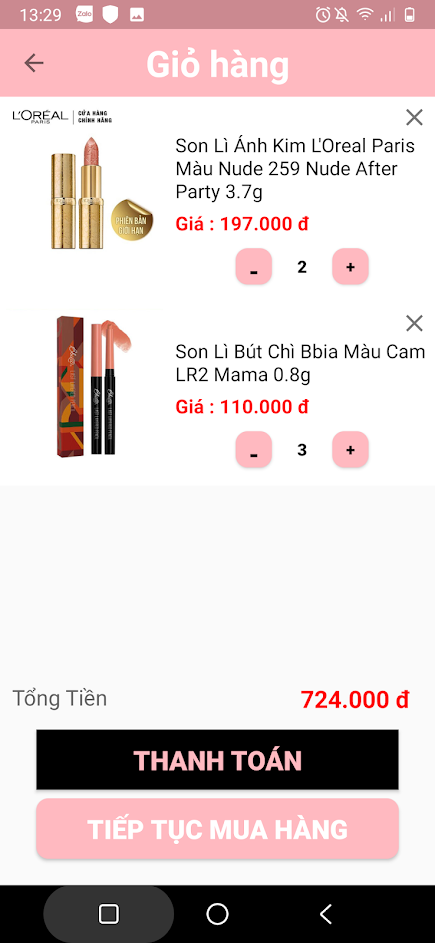 13:29
Zalo
Giỏ hàng
L'ORÉAL
PARIS
CỬA HÀNG
CHÍNH HÃNG
PHIÊN BẢN
GIỚI HẠN
Son Lì Ánh Kim L'Oreal Paris
Màu Nude 259 Nude After
Party 3.7g
Giá : 197.000 đ
- 2 +
Son Lì Bút Chì Bbia Màu Cam
LR2 Mama 0.8g
Giá : 110.000 đ
- 3 +
Tổng Tiền 724.000 đ
THANH TOÁN
TIẾP TỤC MUA HÀNG